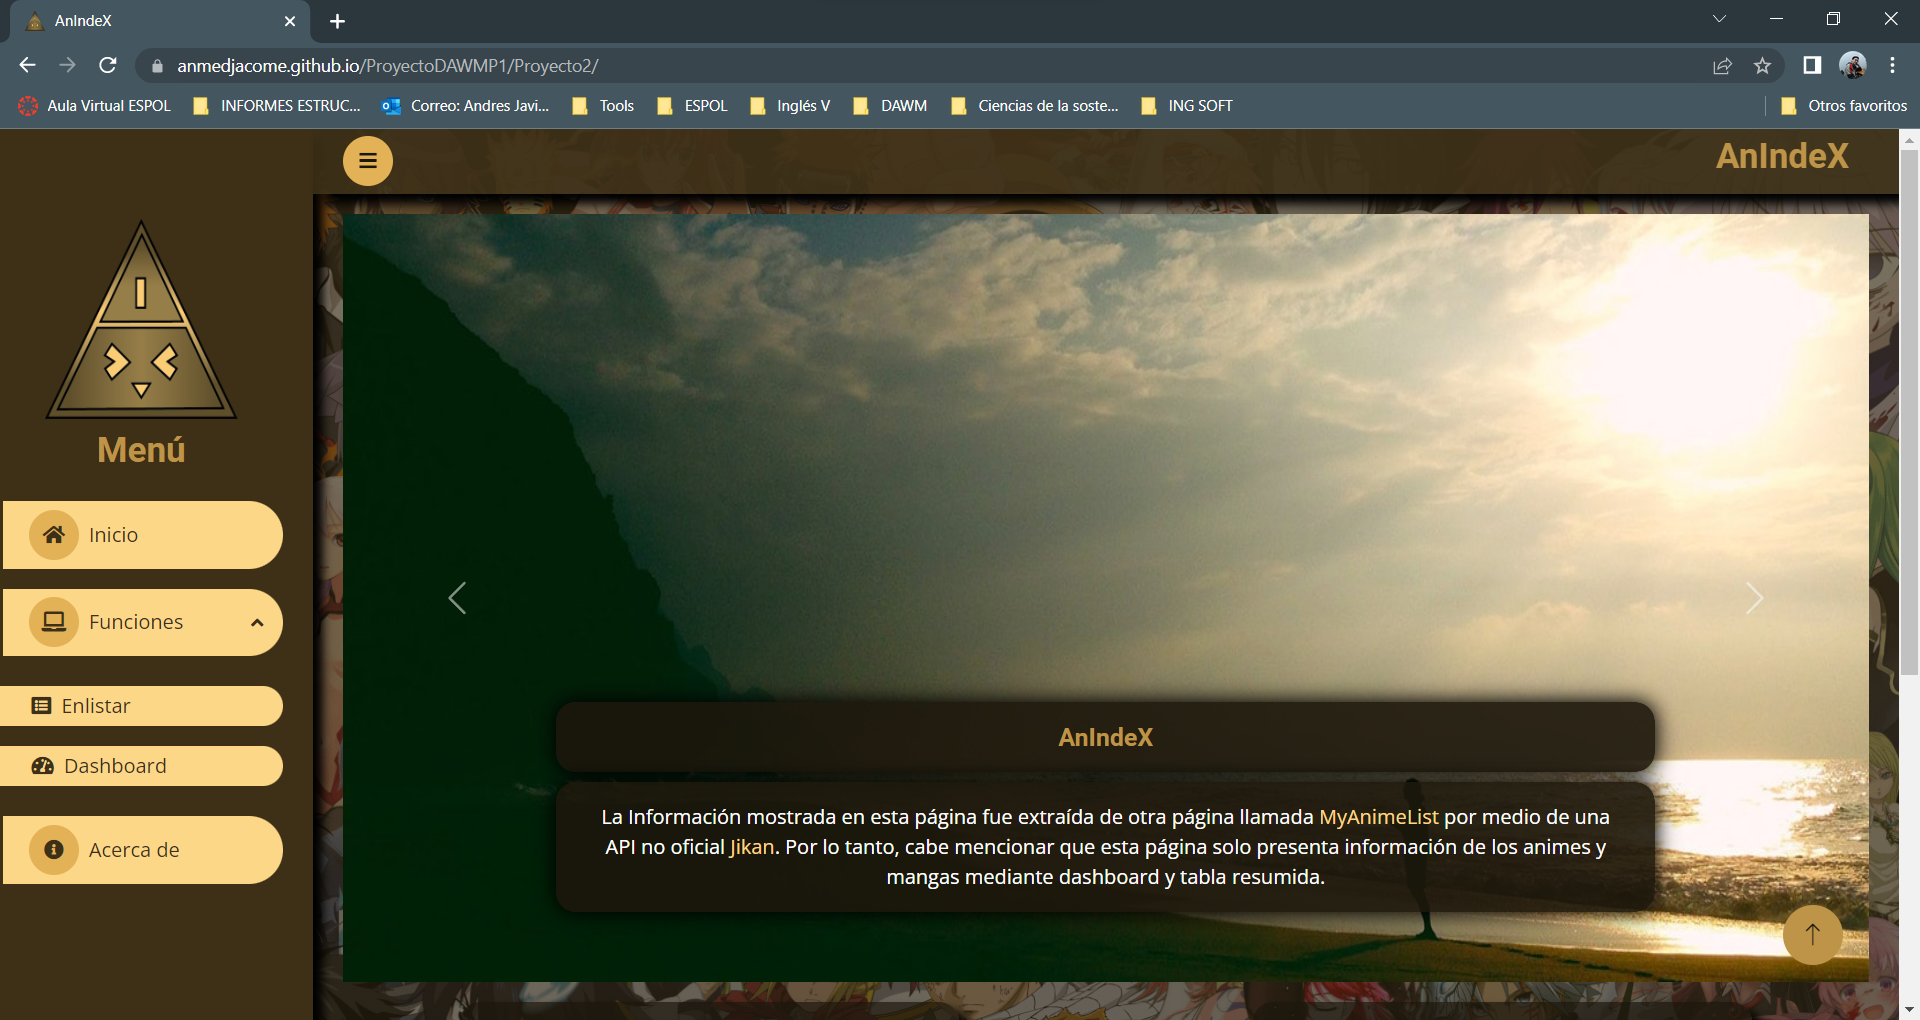 AnIndeX
anmedjacome.github.io/ProyectoDAWMP1/Proyecto2/
Aula Virtual ESPOL
INFORMES ESTRUC...
Correo: Andres Javi...
Tools
ESPOL
Inglés V
DAWM
Ciencias de la soste...
ING SOFT
Otros favoritos
AnIndeX
Menú
Inicio
Funciones
Enlistar
Dashboard
Acerca de
AnIndeX
La Información mostrada en esta página fue extraída de otra página llamada MyAnimeList por medio de una
API no oficial Jikan. Por lo tanto, cabe mencionar que esta página solo presenta información de los animes y
mangas mediante dashboard y tabla resumida.